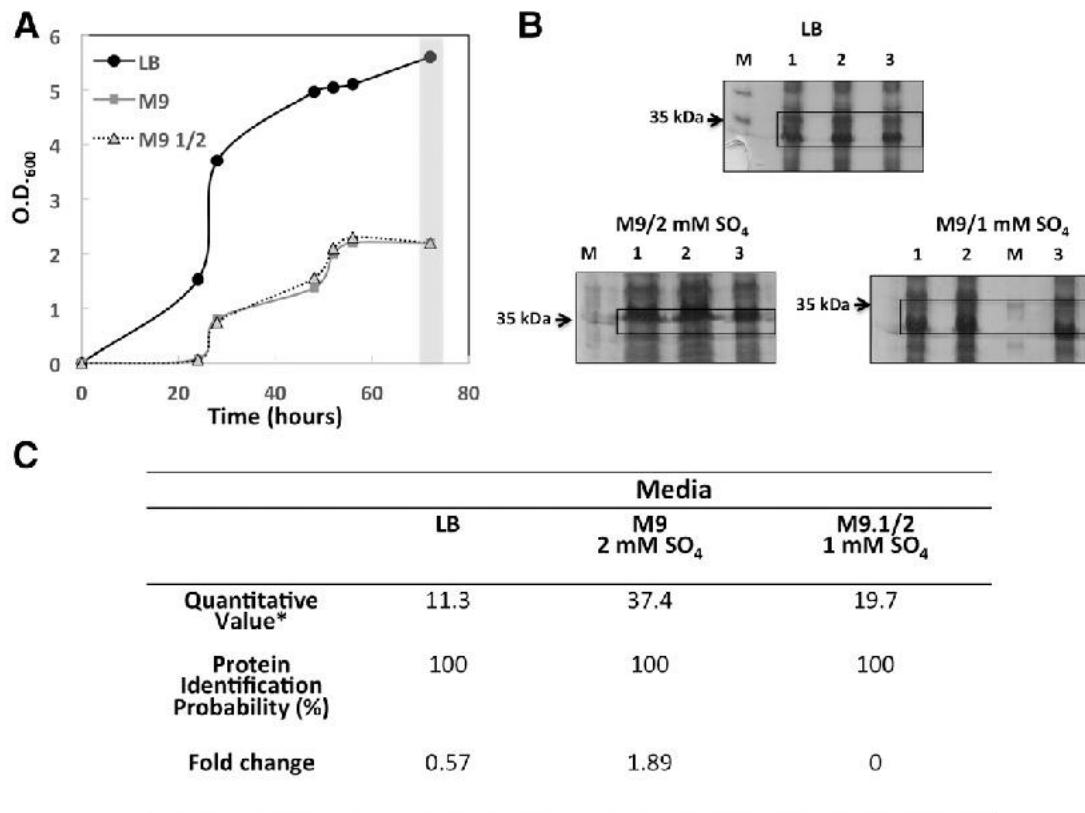 A
6
5
4
3
2
1
0
O.D.600
LB
M9
M9 1/2
0 20 40 60 80
Time (hours)
B
LB
M 1 2 3
35 kDa
M9/2 mM SO4
M 1 2 3
35 kDa
M9/1 mM SO4
1 2 M 3
35 kDa
C
Media
LB M9 M9.1/2
2 mM SO4 1 mM SO4
Quantitative 11.3 37.4 19.7
Value*
Protein 100 100 100
Identification
Probability (%)
Fold change 0.57 1.89 0